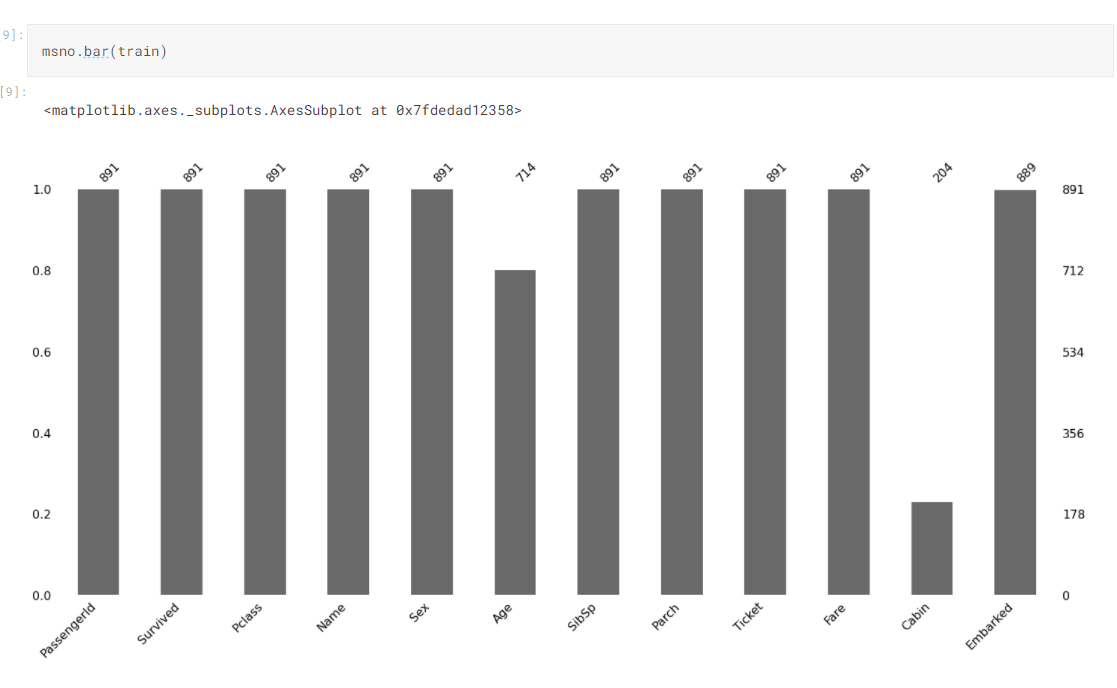 [9]:
msno.bar(train)
[9]:
<matplotlib.axes._subplots.AxesSubplot at 0x7fdedad12358>
891 891 891 891 891 714 891 891 891 891 204 889
1.0 891
0.8 712
0.6 534
0.4 356
0.2 178
0.0 0
PassengerId Survived Pclass Name Sex Age SibSp Parch Ticket Fare Cabin Embarked